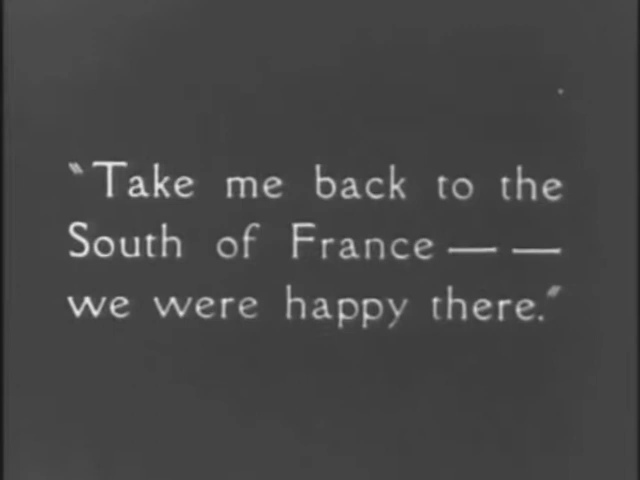 "Take me back to the
South of France — —
we were happy there."